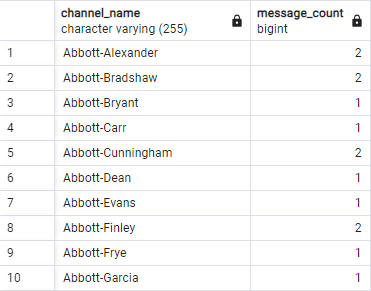 channel_name message_count
character varying (255) bigint
1 Abbott-Alexander 2
2 Abbott-Bradshaw 2
3 Abbott-Bryant 1
4 Abbott-Carr 1
5 Abbott-Cunningham 2
6 Abbott-Dean 1
7 Abbott-Evans 1
8 Abbott-Finley 2
9 Abbott-Frye 1
10 Abbott-Garcia 1